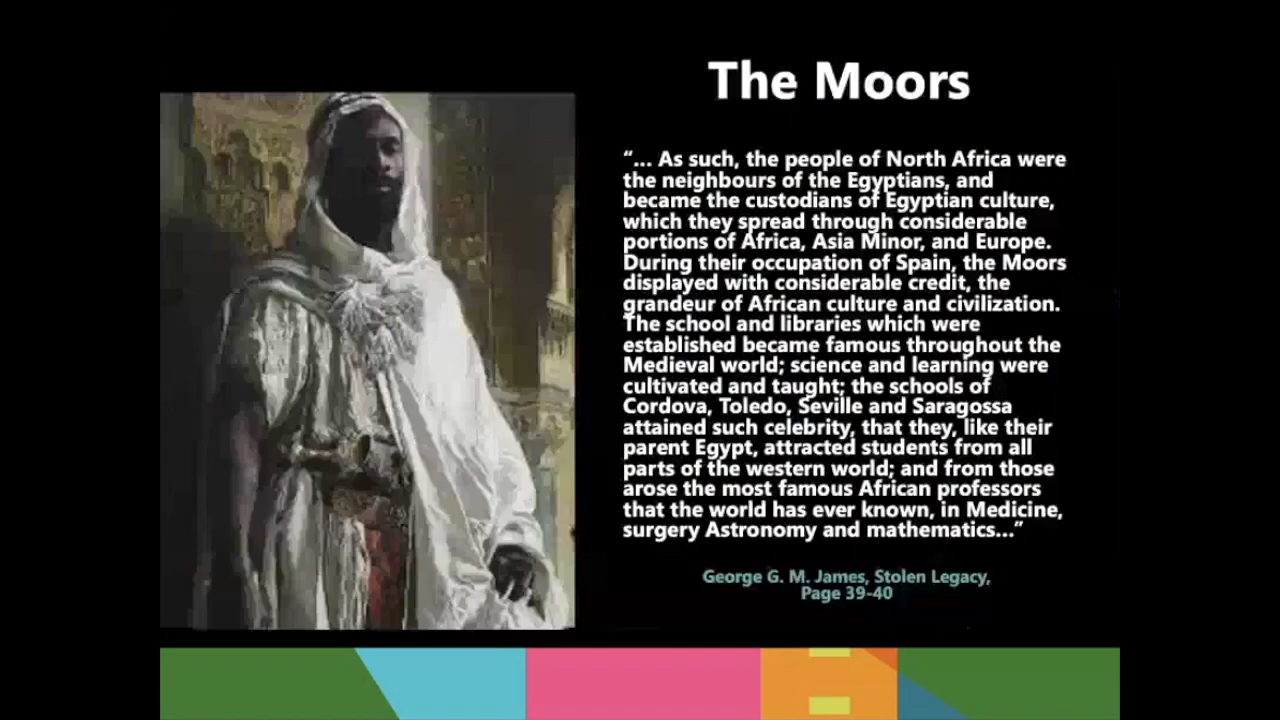 The Moors
“... As such, the people of North Africa were
the neighbours of the Egyptians, and
became the custodians of Egyptian culture,
which they spread through considerable
portions of Africa, Asia Minor, and Europe.
During their occupation of Spain, the Moors
displayed with considerable credit, the
grandeur of African culture and civilization.
The school and libraries which were
established became famous throughout the
Medieval world; science and learning were
cultivated and taught; the schools of
Cordova, Toledo, Seville and Saragossa
attained such celebrity, that they, like their
parent Egypt, attracted students from all
parts of the western world; and from those
arose the most famous African professors
that the world has ever known, in Medicine,
surgery Astronomy and mathematics...”
George G. M. James, Stolen Legacy,
Page 39-40